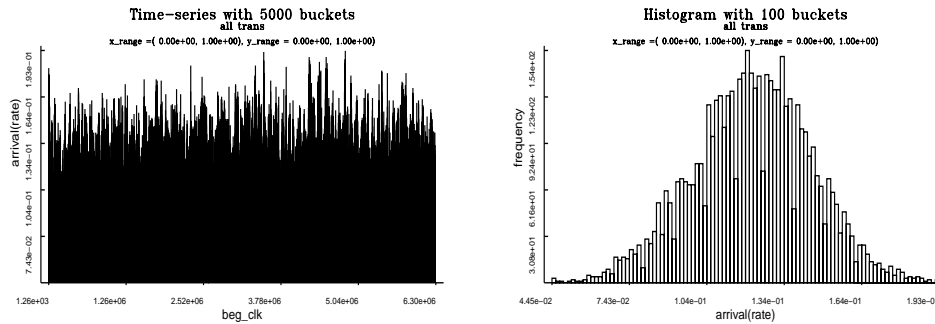 Time-series with 5000 buckets
all trans
x_range =( 0.00e+00, 1.00e+00), y_range = 0.00e+00, 1.00e+00)
arrival(rate)
1.93e-01
1.64e-01
1.34e-01
1.04e-01
7.43e-02
1.26e+03
1.26e+06
2.52e+06
3.78e+06
5.04e+06
6.30e+06
beg_clk
Histogram with 100 buckets
all trans
x_range =( 0.00e+00, 1.00e+00), y_range = 0.00e+00, 1.00e+00)
frequency
1.54e+02
1.23e+02
9.24e+01
6.16e+01
3.08e+01
4.45e-02
7.43e-02
1.04e-01
1.34e-01
1.64e-01
1.93e-01
arrival(rate)